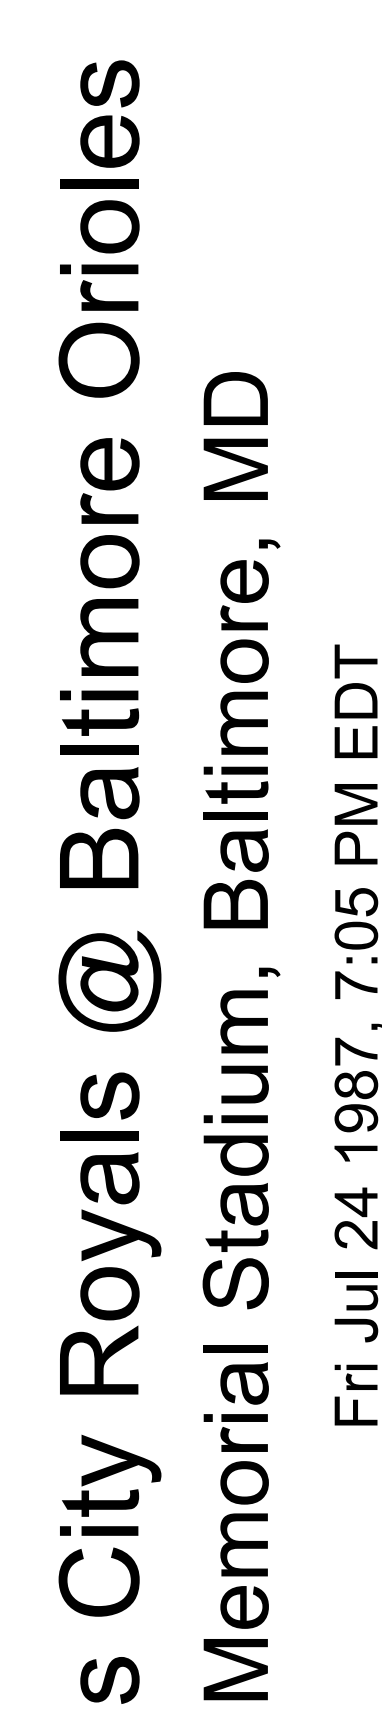 s City Royals @ Baltimore Orioles
Memorial Stadium, Baltimore, MD
Fri Jul 24 1987, 7:05 PM EDT